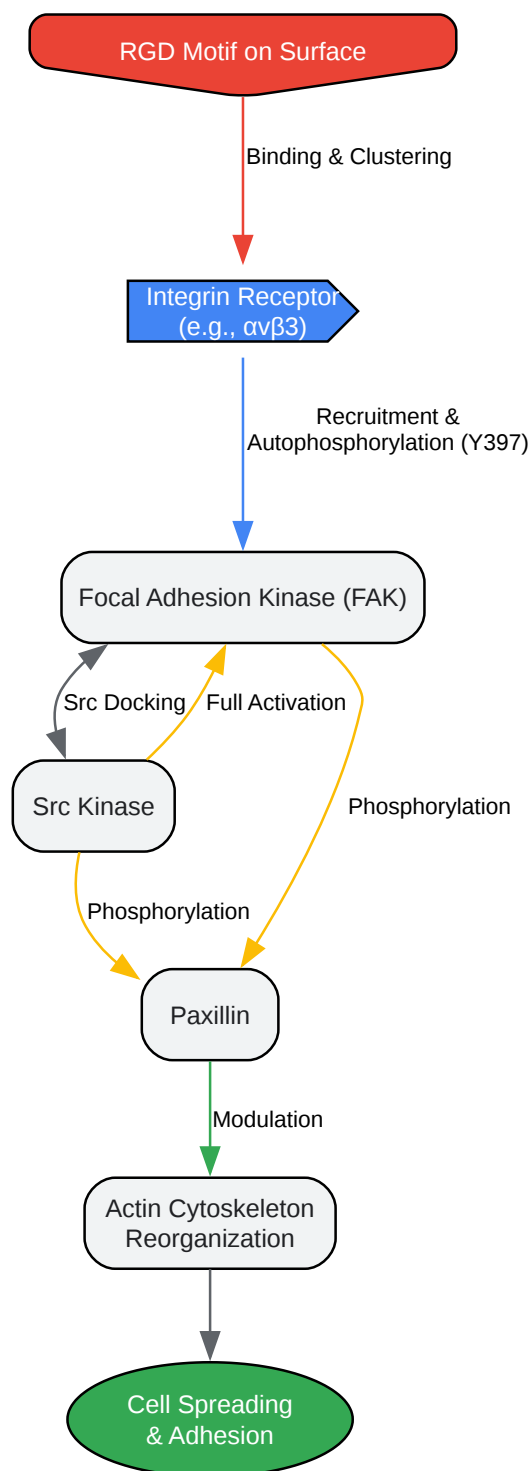 RGD Motif on Surface
Binding & Clustering
Integrin Receptor
(e.g., αvβ3)
Recruitment &
Autophosphorylation (Y397)
Focal Adhesion Kinase (FAK)
Src Docking
Full Activation
Src Kinase
Phosphorylation
Phosphorylation
Paxillin
Modulation
Actin Cytoskeleton
Reorganization
Cell Spreading
& Adhesion